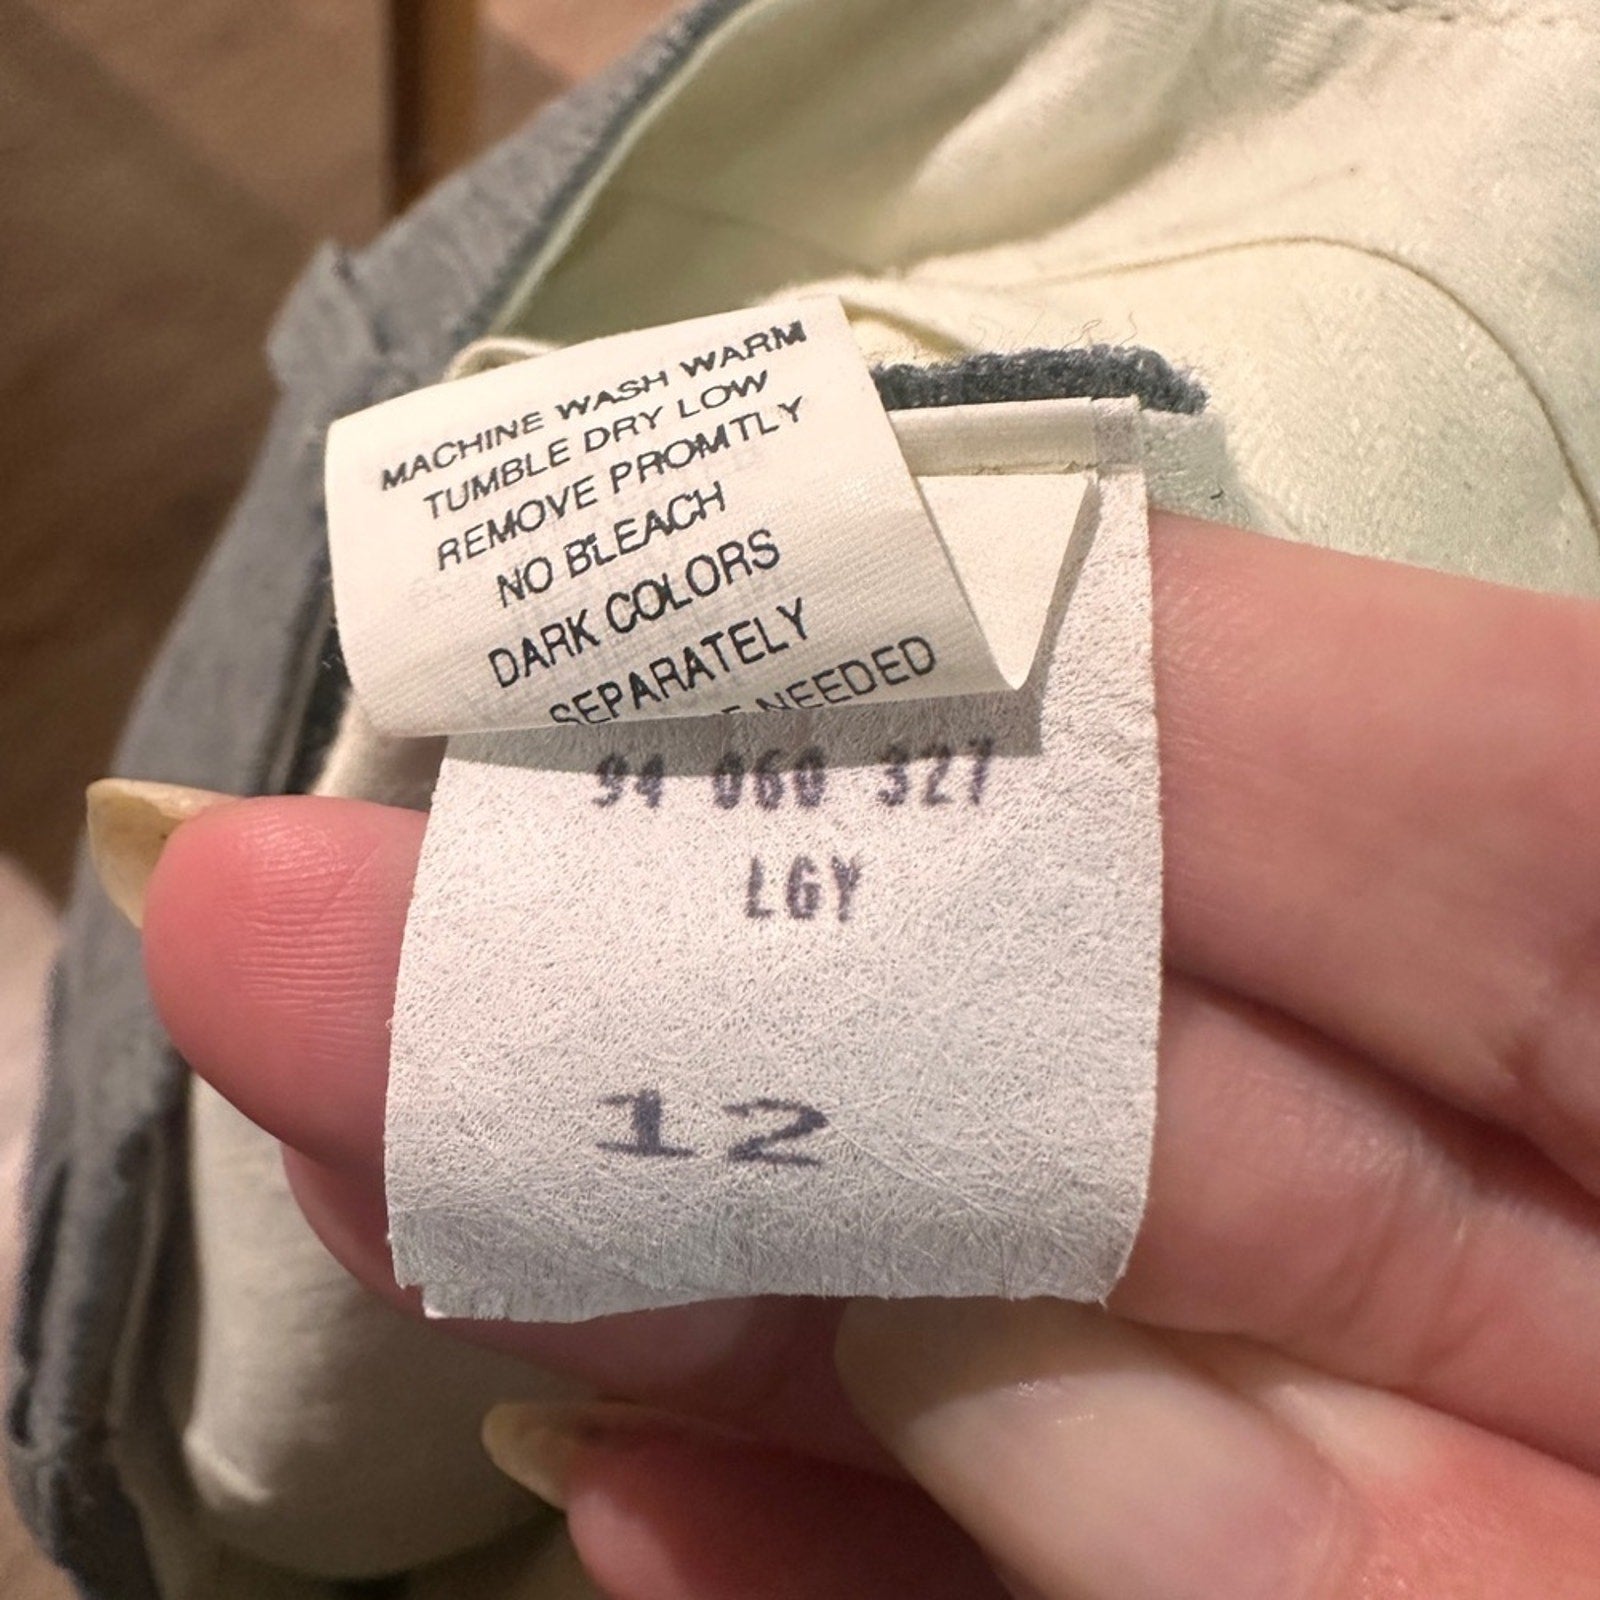 MACHINE WASH WARM
TUMBLE DRY LOW
REMOVE PROMTLY
NO BLEACH
DARK COLORS
SEPARATELY
NEEDED
94 060 327
LGY
12